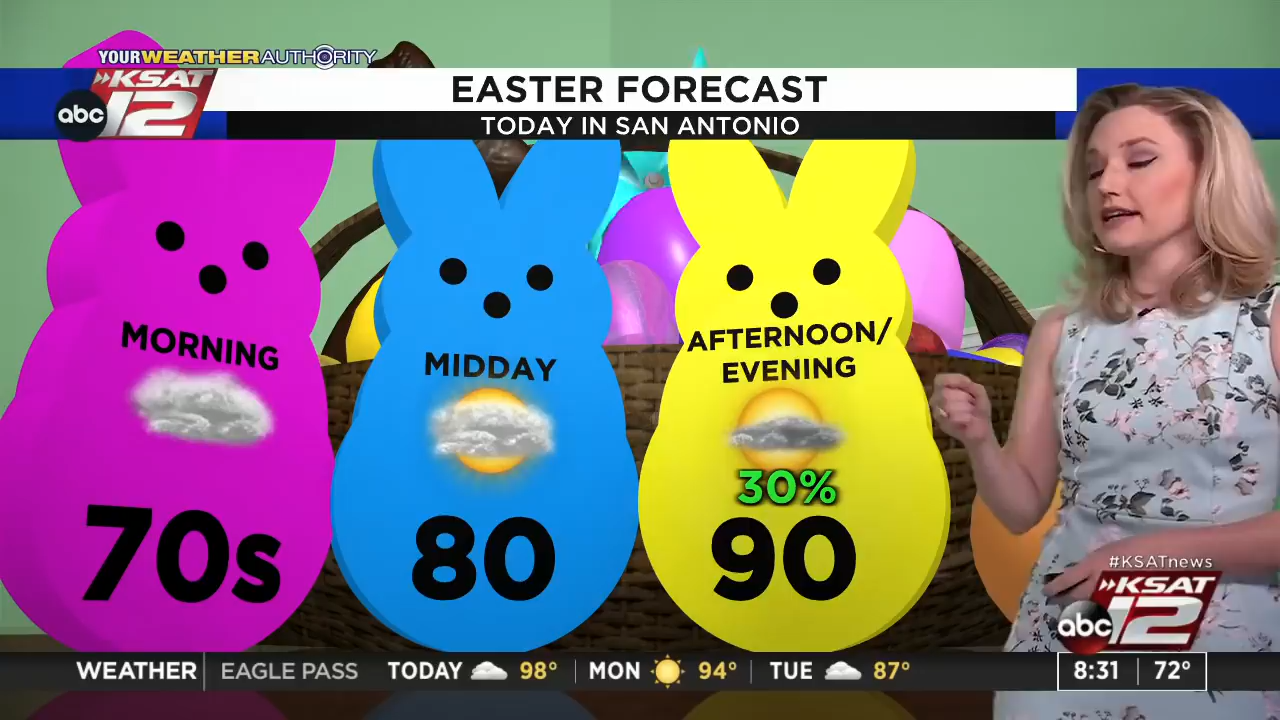 YOURWEATHERAUTHORITY
KSAT
abc
12
EASTER FORECAST
TODAY IN SAN ANTONIO
MORNING
70s
MIDDAY
80
AFTERNOON/
EVENING
30%
90
#KSATnews
KSAT
abc
12
WEATHER EAGLE PASS TODAY 98° MON 94° TUE 87° 8:31 72°